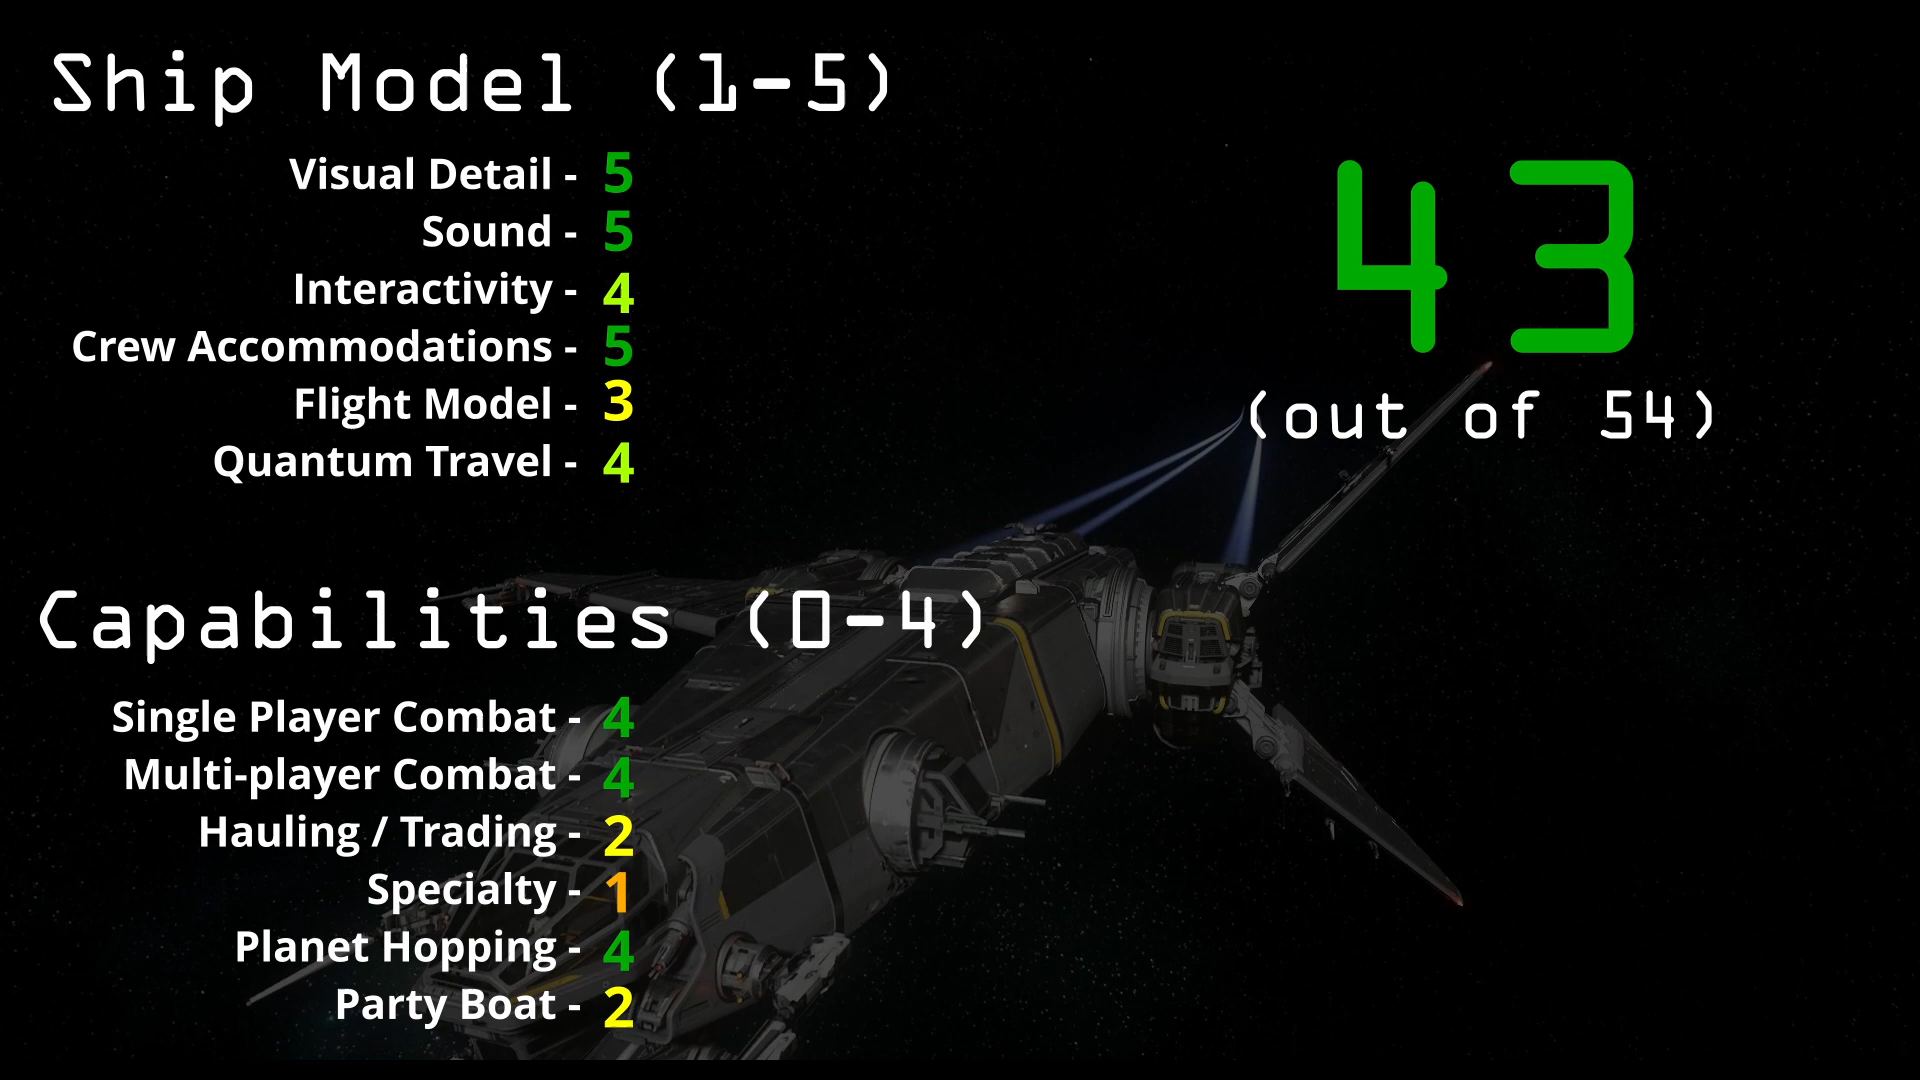 Ship Model (1-5)
Visual Detail - 5
Sound - 5
Interactivity - 4
Crew Accommodations - 5
Flight Model - 3
Quantum Travel - 4
43
(out of 54)
Capabilities (0-4)
Single Player Combat - 4
Multi-player Combat - 4
Hauling / Trading - 2
Specialty - 1
Planet Hopping - 4
Party Boat - 2